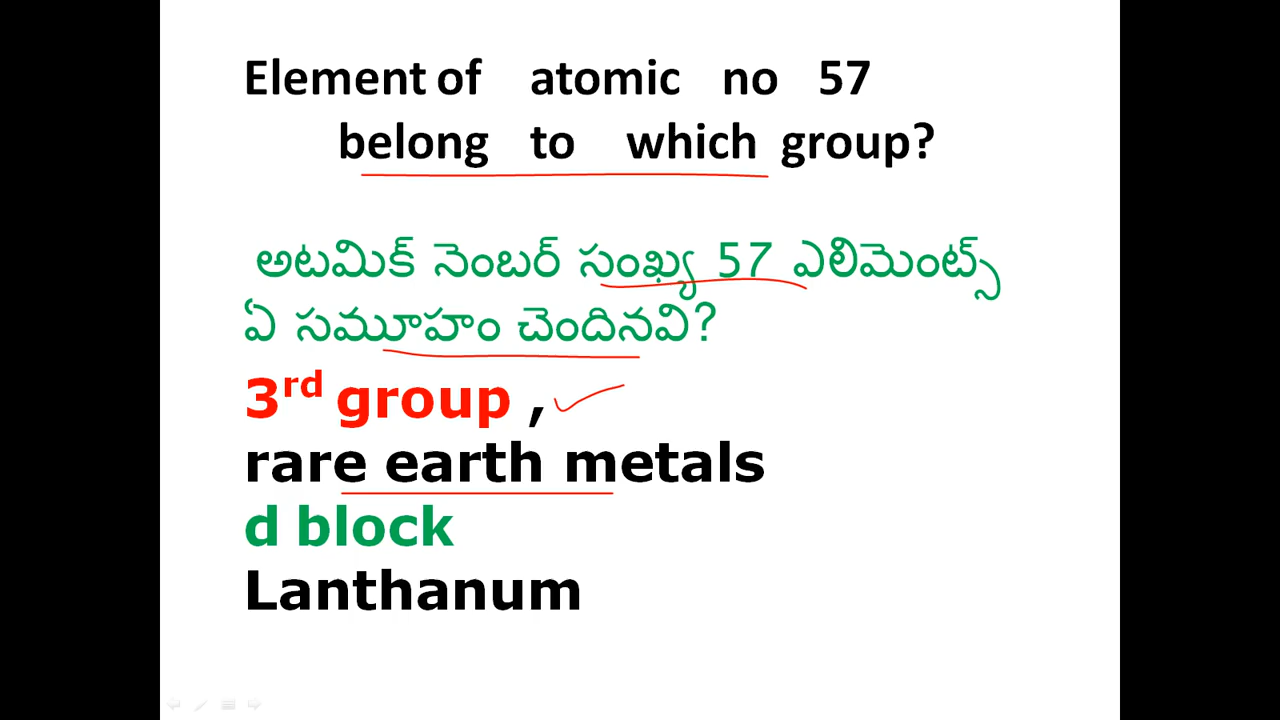 Element of atomic no 57
belong to which group?
అటమిక్ నెంబర్ సంఖ్య 57 ఎలిమెంట్స్
ఏ సమూహం చెందినవి?
3rd group ,
rare earth metals
d block
Lanthanum